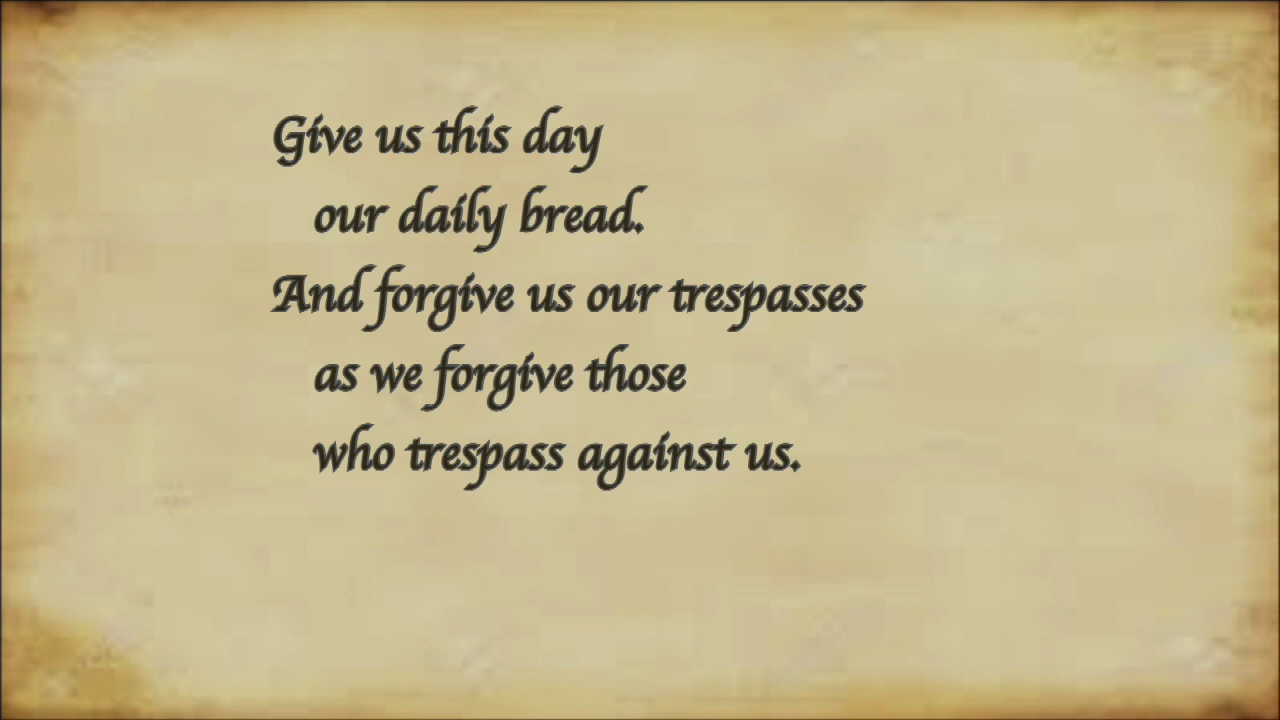 Give us this day
our daily bread.
And forgive us our trespasses
as we forgive those
who trespass against us.